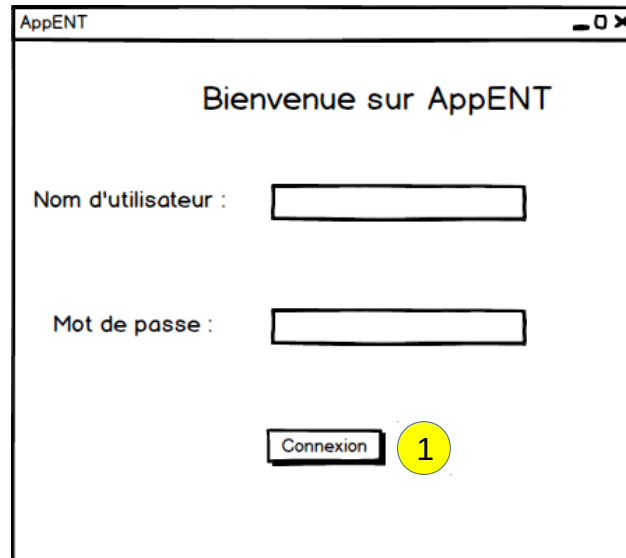 AppENT
Bienvenue sur AppENT
Nom d'utilisateur :
Mot de passe :
Connexion 1